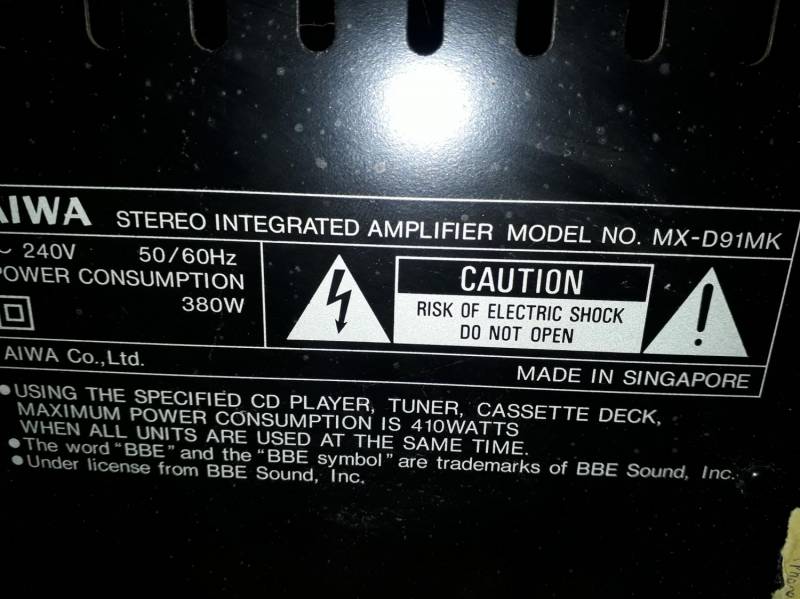 AIWA STEREO INTEGRATED AMPLIFIER MODEL NO. MX-D91MK
~ 240V 50/60Hz
POWER CONSUMPTION
380W
CAUTION
RISK OF ELECTRIC SHOCK
DO NOT OPEN
AIWA Co.,Ltd.
MADE IN SINGAPORE
●USING THE SPECIFIED CD PLAYER, TUNER, CASSETTE DECK,
MAXIMUM POWER CONSUMPTION IS 410WATTS
WHEN ALL UNITS ARE USED AT THE SAME TIME.
●The word “BBE” and the “BBE symbol” are trademarks of BBE Sound, Inc.
●Under license from BBE Sound, Inc.